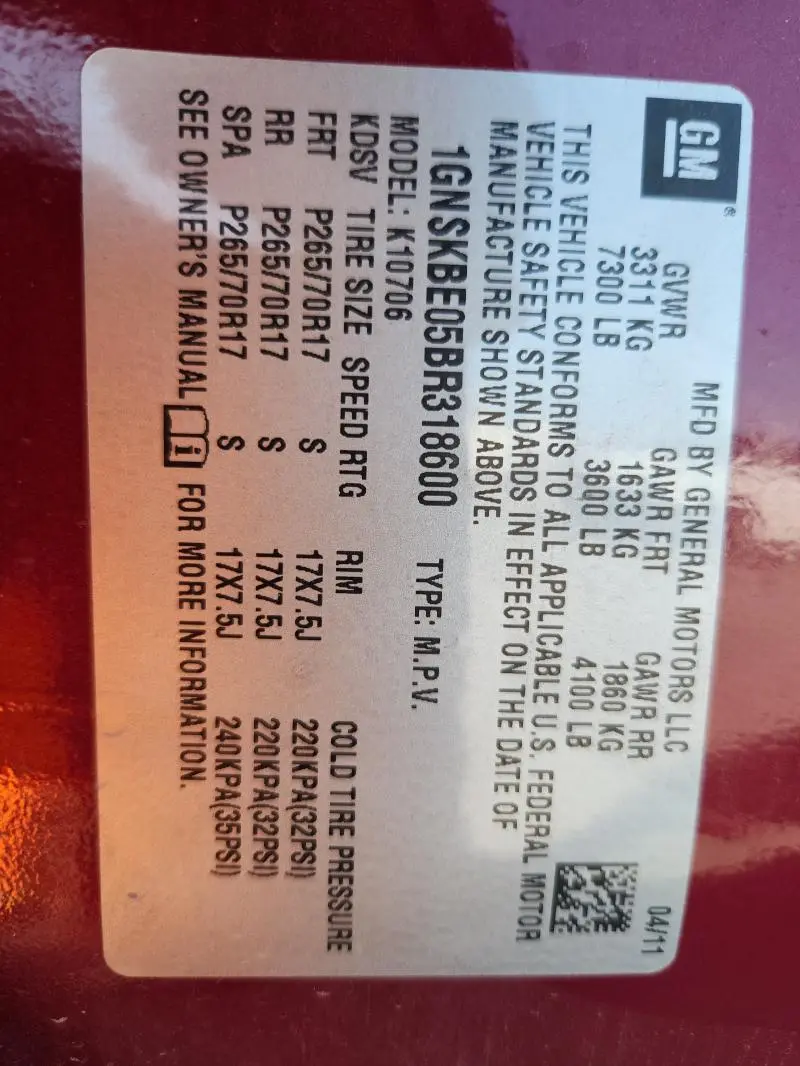 GM®
MFD BY GENERAL MOTORS LLC 04/11
GVWR GAWR FRT GAWR RR
3311 KG 1633 KG 1860 KG
7300 LB 3600 LB 4100 LB
THIS VEHICLE CONFORMS TO ALL APPLICABLE U.S. FEDERAL MOTOR
VEHICLE SAFETY STANDARDS IN EFFECT ON THE DATE OF
MANUFACTURE SHOWN ABOVE.
1GNSKBE05BR318600 TYPE: M.P.V.
MODEL: K10706
KDSV TIRE SIZE SPEED RTG RIM COLD TIRE PRESSURE
FRT P265/70R17 S 17X7.5J 220KPA(32PSI)
RR P265/70R17 S 17X7.5J 220KPA(32PSI)
SPA P265/70R17 S 17X7.5J 240KPA(35PSI)
SEE OWNER'S MANUAL i FOR MORE INFORMATION.